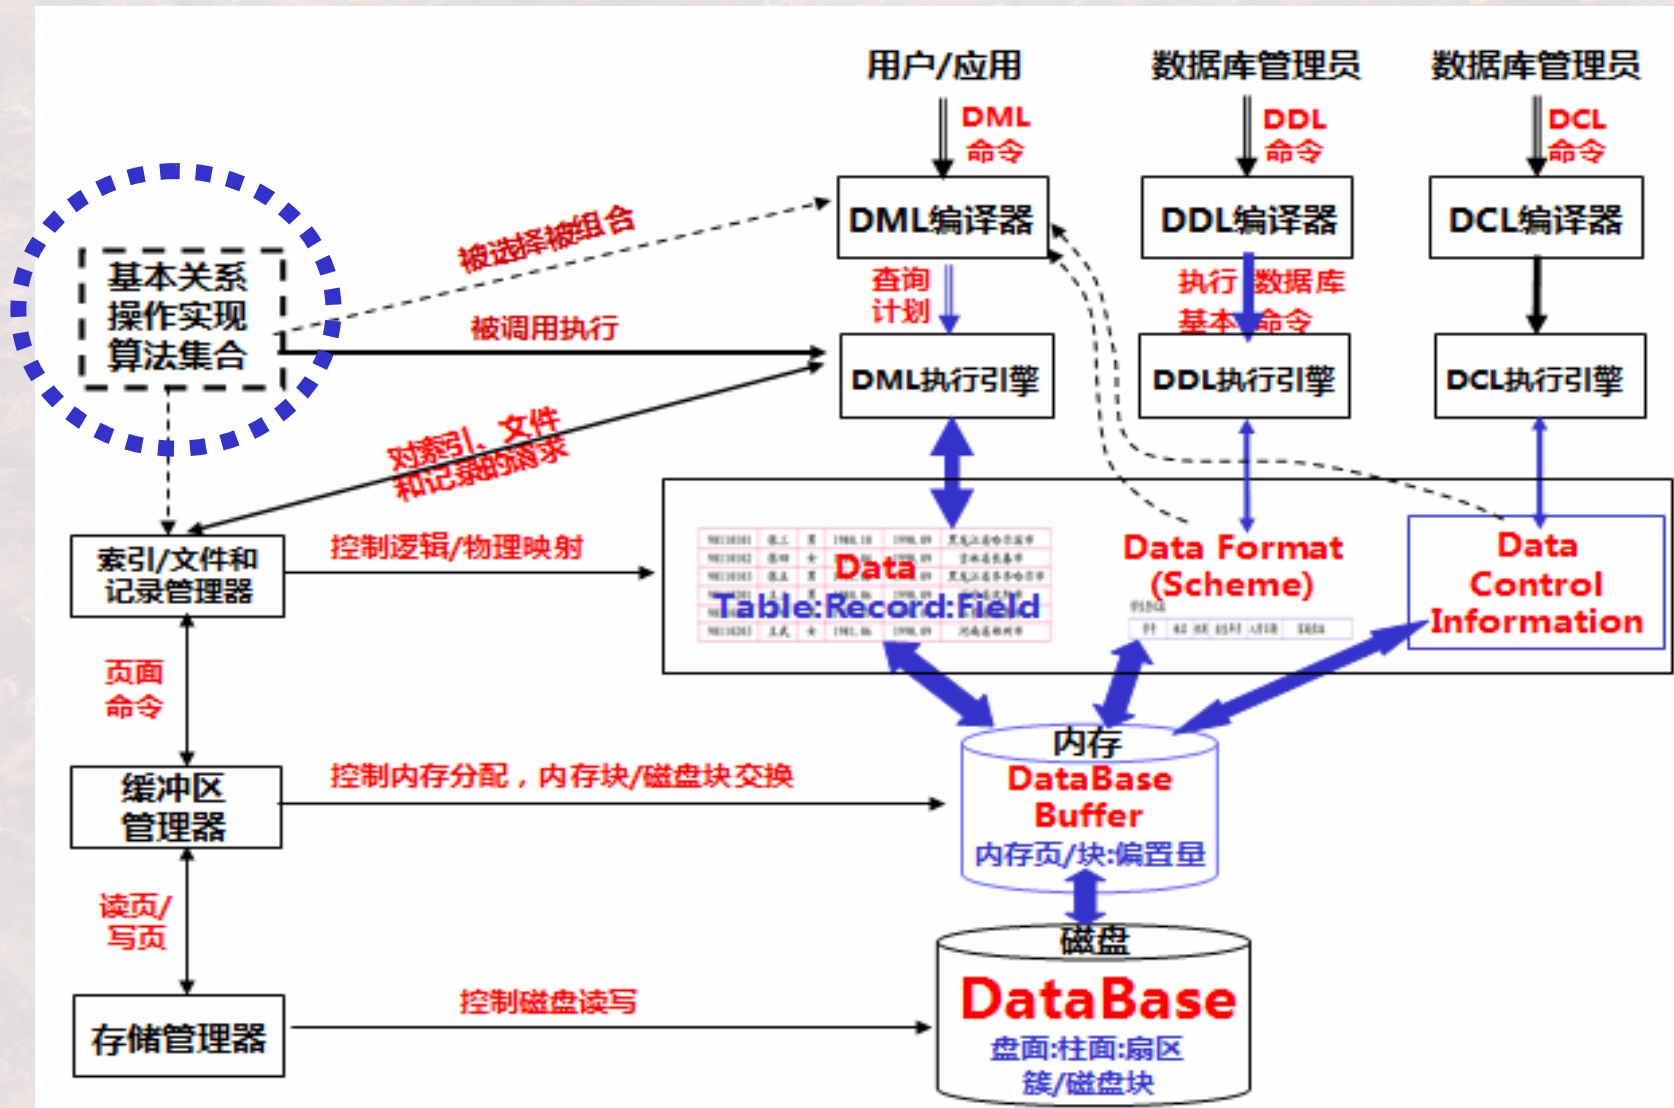 用户/应用
数据库管理员
数据库管理员
DML
命令
DDL
命令
DCL
命令
DML编译器
DDL编译器
DCL编译器
被选择被组合
基本关系
操作实现
算法集合
查询
计划
执行 数据库
基本 命令
被调用执行
DML执行引擎
DDL执行引擎
DCL执行引擎
对索引、文件
和记录的请求
索引/文件和
记录管理器
控制逻辑/物理映射
Data
Table:Record:Field
Data Format
(Scheme)
Data
Control
Information
页面
命令
缓冲区
管理器
控制内存分配，内存块/磁盘块交换
内存
DataBase
Buffer
内存页/块:偏置量
读页/
写页
存储管理器
控制磁盘读写
磁盘
DataBase
盘面:柱面:扇区
簇/磁盘块